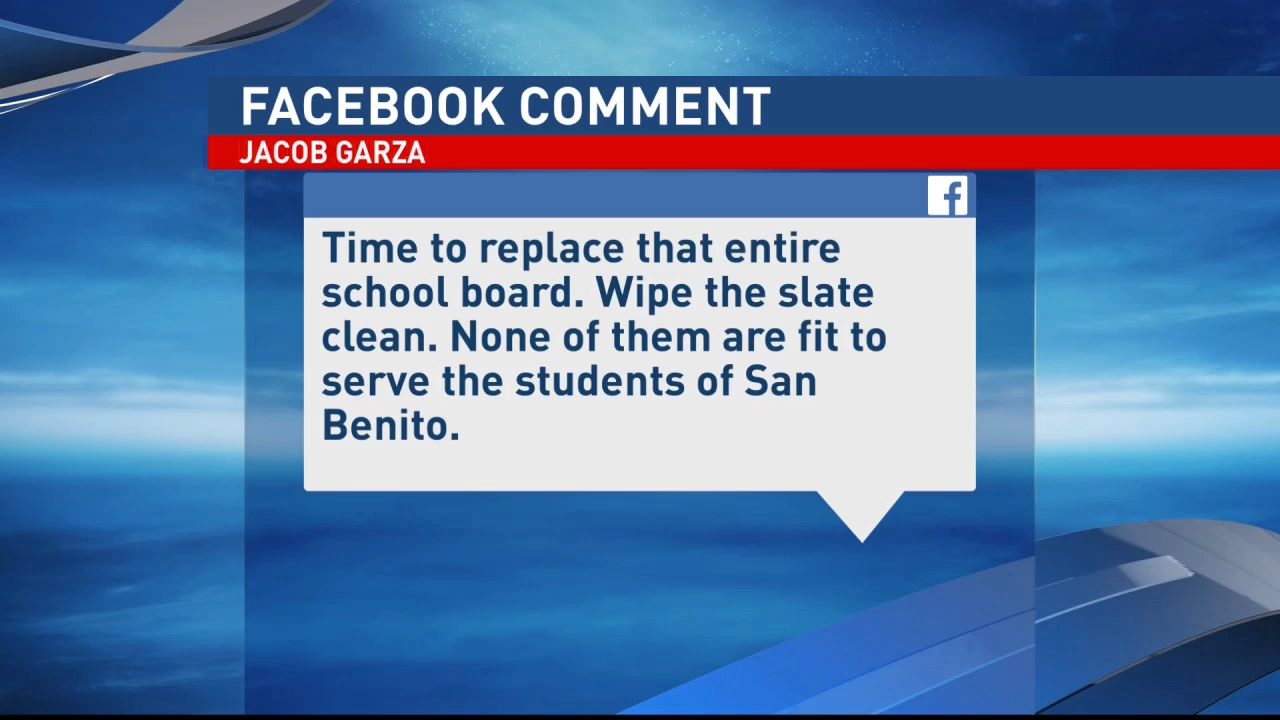 FACEBOOK COMMENT
JACOB GARZA
f
Time to replace that entire
school board. Wipe the slate
clean. None of them are fit to
serve the students of San
Benito.